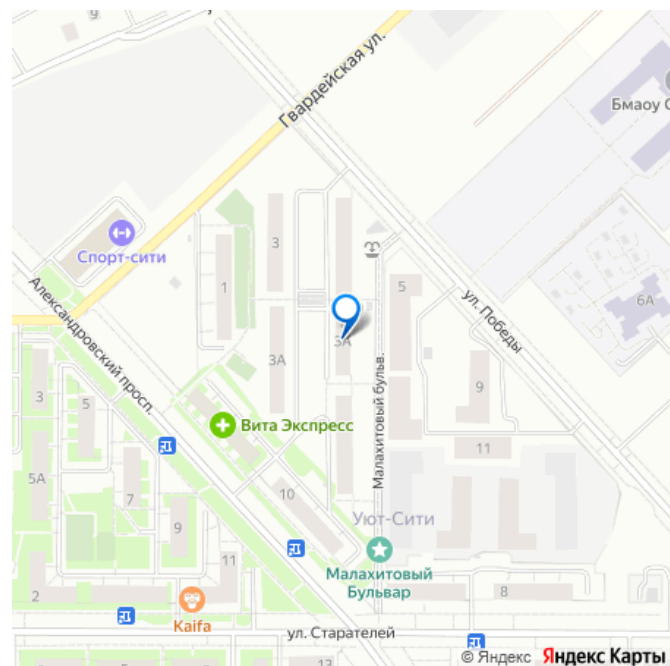 9
Гвардейская ул.
Бмаоу С
Спорт-сити
3
1
5
6А
ул. Победы
Александровский просп.
3А
3А
Малахитовый бульв.
9
3
5
Вита Экспресс
11
5А
7
10
9
Уют-Сити
11
Малахитовый
Бульвар
2
8
Kaifa
ул. Старателей
13
© Яндекс Яндекс Карты